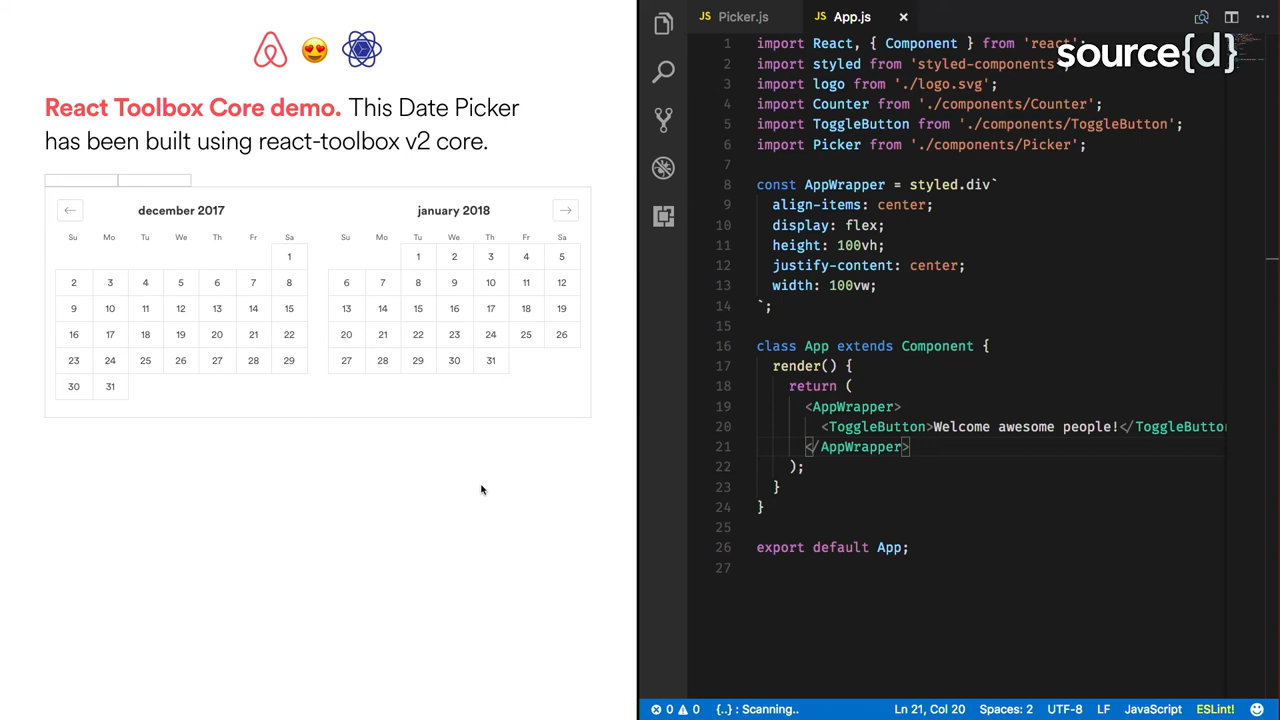 React Toolbox Core demo. This Date Picker
has been built using react-toolbox v2 core.
december 2017
Su Mo Tu We Th Fr Sa
1
2 3 4 5 6 7 8
9 10 11 12 13 14 15
16 17 18 19 20 21 22
23 24 25 26 27 28 29
30 31
january 2018
Su Mo Tu We Th Fr Sa
1 2 3 4 5
6 7 8 9 10 11 12
13 14 15 16 17 18 19
20 21 22 23 24 25 26
27 28 29 30 31
JS Picker.js JS App.js
source{d}
1 import React, { Component } from 'react';
2 import styled from 'styled-components';
3 import logo from './logo.svg';
4 import Counter from './components/Counter';
5 import ToggleButton from './components/ToggleButton';
6 import Picker from './components/Picker';
7
8 const AppWrapper = styled.div`
9 align-items: center;
10 display: flex;
11 height: 100vh;
12 justify-content: center;
13 width: 100vw;
14 `;
15
16 class App extends Component {
17 render() {
18 return (
19 <AppWrapper>
20 <ToggleButton>Welcome awesome people!</ToggleButto
21 </AppWrapper>
22 );
23 }
24 }
25
26 export default App;
27
0 0 {..} : Scanning.. Ln 21, Col 20 Spaces: 2 UTF-8 LF JavaScript ESLint!